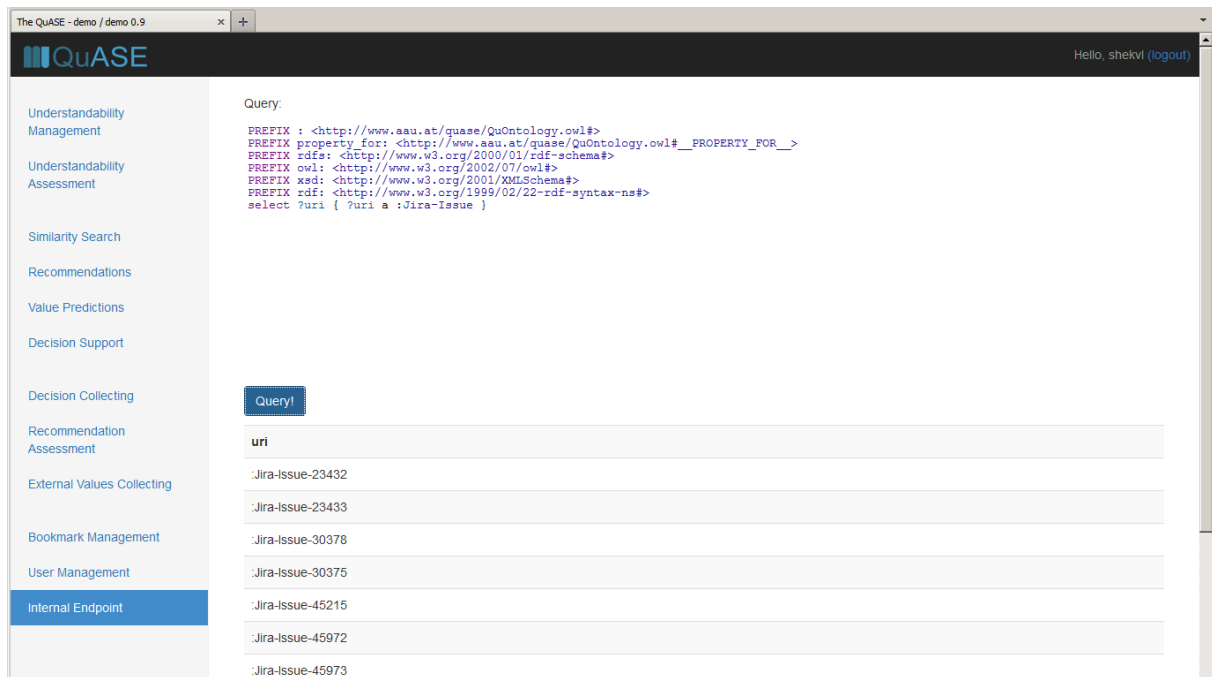 The QuASE - demo / demo 0.9
QuASE
Hello, shekvl (logout)
Understandability
Management
Understandability
Assessment
Similarity Search
Recommendations
Value Predictions
Decision Support
Decision Collecting
Recommendation
Assessment
External Values Collecting
Bookmark Management
User Management
Internal Endpoint
Query:
PREFIX : <http://www.aau.at/quase/QuOntology.owl#>
PREFIX property_for: <http://www.aau.at/quase/QuOntology.owl#__PROPERTY_FOR__>
PREFIX rdfs: <http://www.w3.org/2000/01/rdf-schema#>
PREFIX owl: <http://www.w3.org/2002/07/owl#>
PREFIX xsd: <http://www.w3.org/2001/XMLSchema#>
PREFIX rdf: <http://www.w3.org/1999/02/22-rdf-syntax-ns#>
select ?uri { ?uri a :Jira-Issue }
Query!
uri
:Jira-Issue-23432
:Jira-Issue-23433
:Jira-Issue-30378
:Jira-Issue-30375
:Jira-Issue-45215
:Jira-Issue-45972
:Jira-Issue-45973